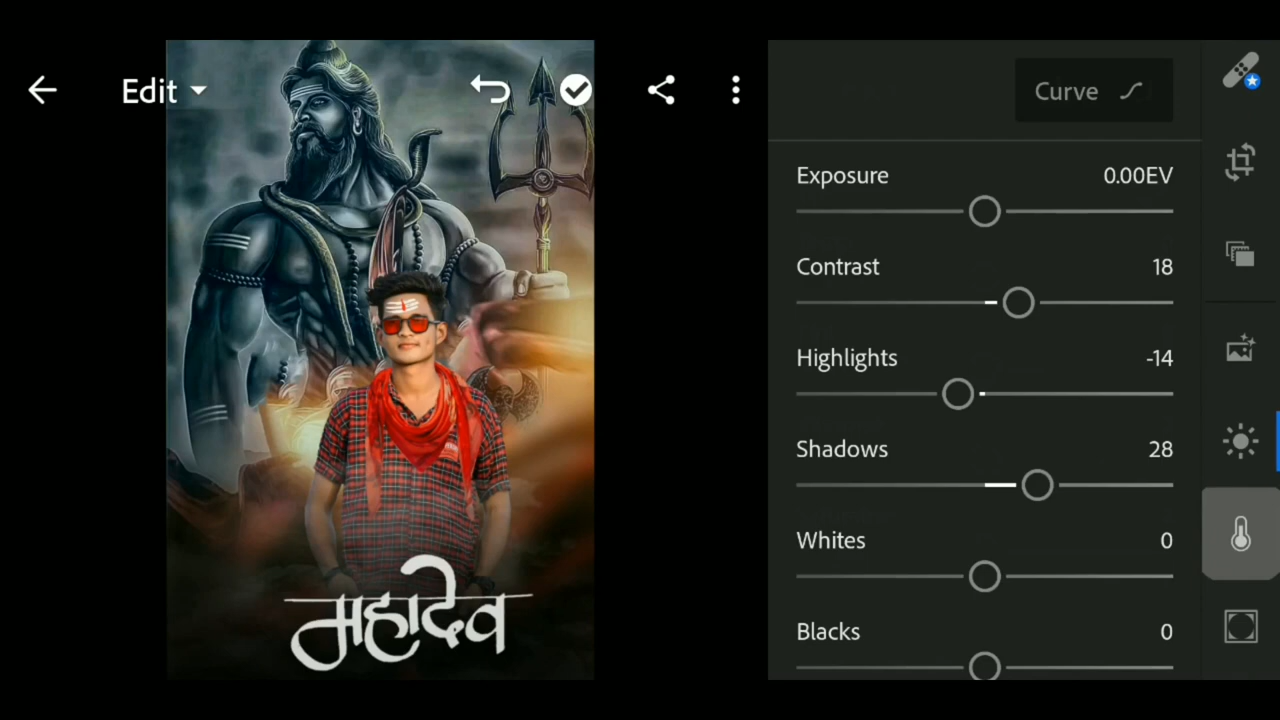 Edit
Curve
Exposure 0.00EV
Contrast 18
Highlights -14
Shadows 28
Whites 0
Blacks 0
महादेव